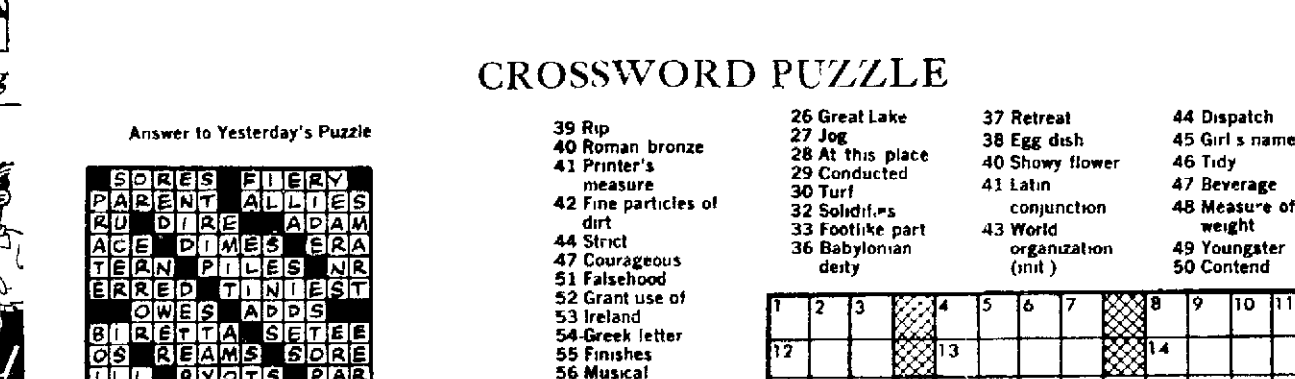 CROSSWORD PUZZLE
Answer to Yesterday's Puzzle
SORES FIERY
PARENT ALLIES
RU DIRE ADAM
ACE DIMES ERA
TERN PILES NR
ERRED TINIEST
OWES ADDS
BIRETTA SETEE
OS REAMS SORE
ILL RYOTS PAR
39 Rip
40 Roman bronze
41 Printer's
measure
42 Fine particles of
dirt
44 Strict
47 Courageous
51 Falsehood
52 Grant use of
53 Ireland
54 Greek letter
55 Finishes
56 Musical
26 Great Lake
27 Jog
28 At this place
29 Conducted
30 Turf
32 Solidifies
33 Footlike part
36 Babylonian
deity
37 Retreat
38 Egg dish
40 Showy flower
41 Latin
conjunction
43 World
organization
(init )
44 Dispatch
45 Girl s name
46 Tidy
47 Beverage
48 Measure of
weight
49 Youngster
50 Contend
1 2 3 4 5 6 7 8 9 10 11
12 13 14